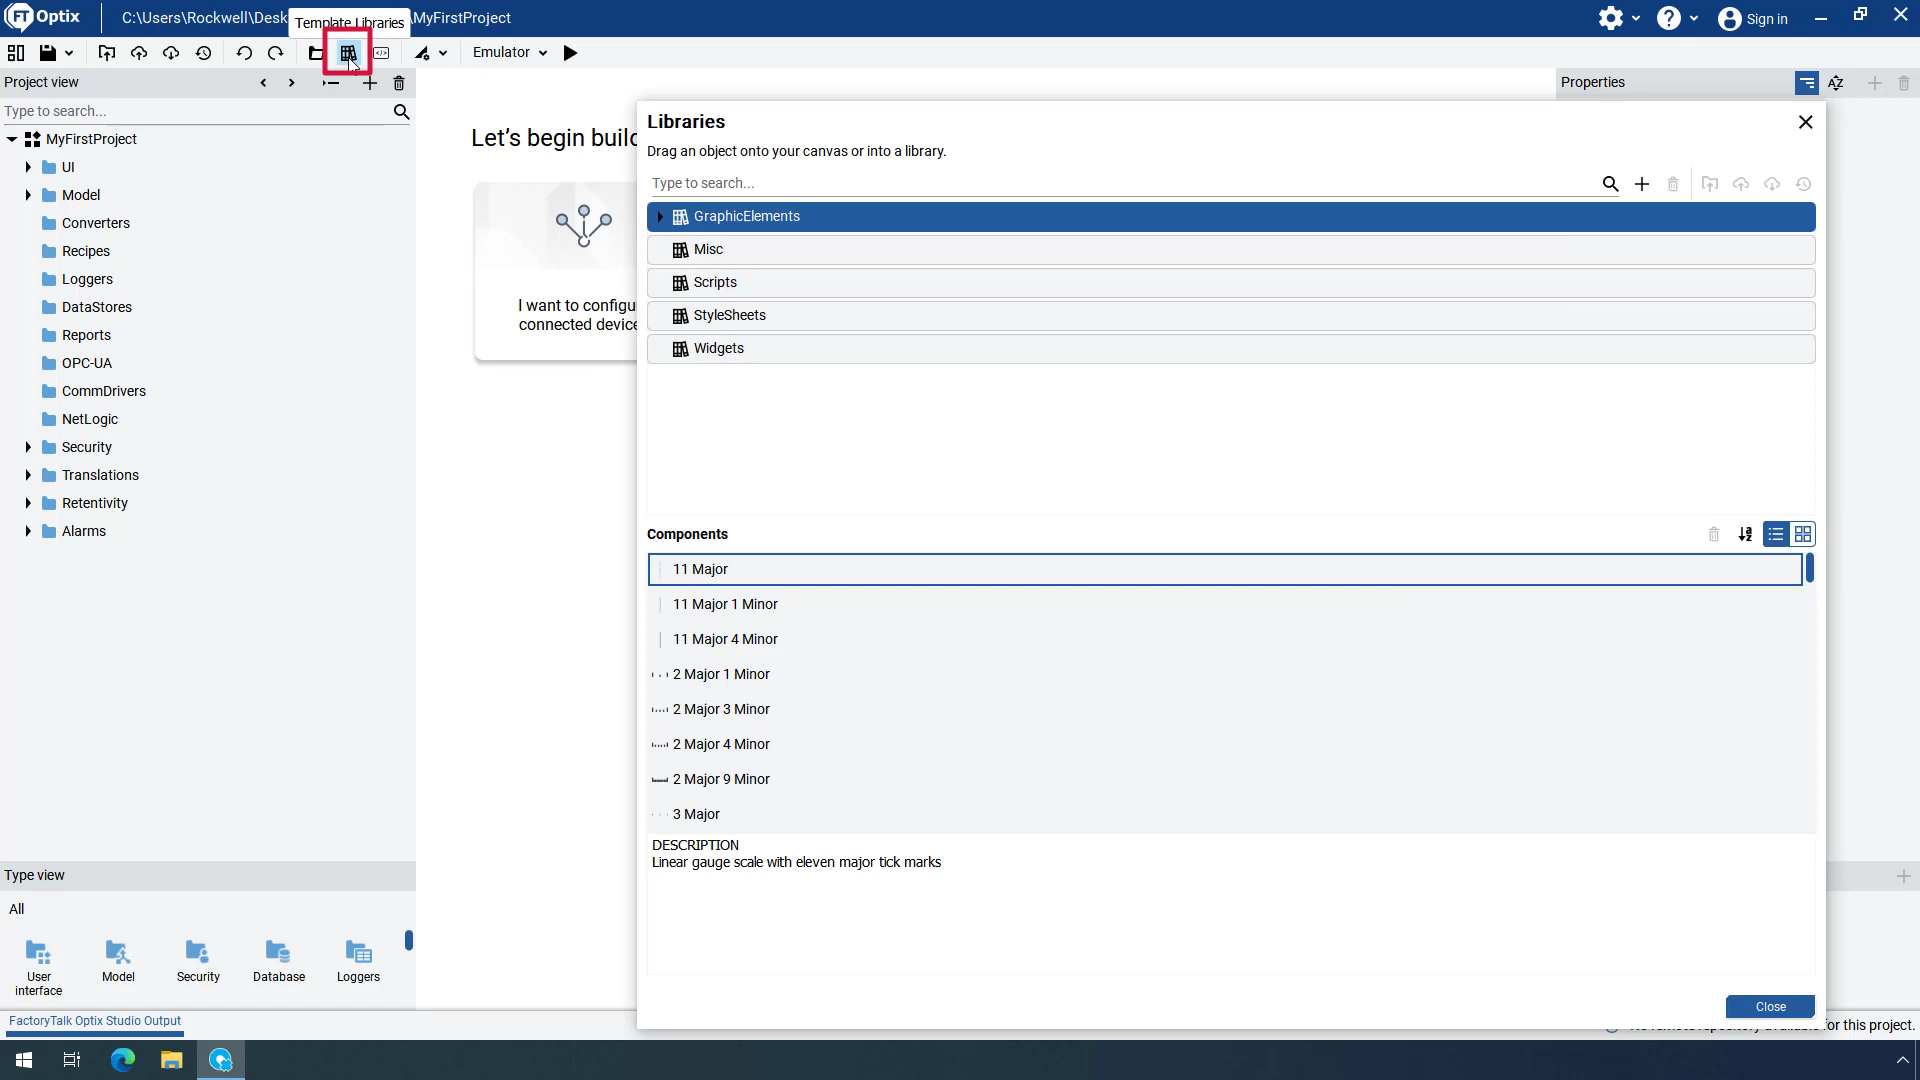 FT Optix
C:\Users\Rockwell\Desk
Template Libraries
\MyFirstProject
Sign in
Emulator
Project view
Type to search...
MyFirstProject
UI
Model
Converters
Recipes
Loggers
DataStores
Reports
OPC-UA
CommDrivers
NetLogic
Security
Translations
Retentivity
Alarms
Type view
All
User interface
Model
Security
Database
Loggers
FactoryTalk Optix Studio Output
Let's begin build
I want to configu
connected device
Properties
Libraries
Drag an object onto your canvas or into a library.
Type to search...
GraphicElements
Misc
Scripts
StyleSheets
Widgets
Components
11 Major
11 Major 1 Minor
11 Major 4 Minor
2 Major 1 Minor
2 Major 3 Minor
2 Major 4 Minor
2 Major 9 Minor
3 Major
DESCRIPTION
Linear gauge scale with eleven major tick marks
Close
for this project.